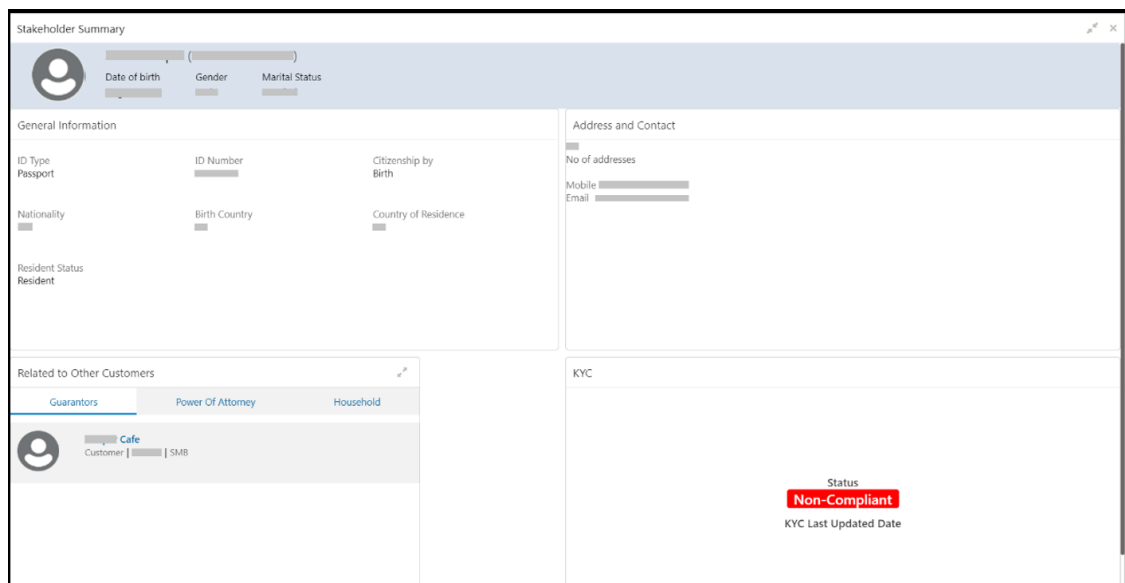 Stakeholder Summary
( )
Date of birth Gender Marital Status
General Information
ID Type ID Number Citizenship by
Passport Birth
Nationality Birth Country Country of Residence
Resident Status
Resident
Address and Contact
No of addresses
Mobile
Email
Related to Other Customers
Guarantors Power Of Attorney Household
Cafe
Customer | | SMB
KYC
Status
Non-Compliant
KYC Last Updated Date